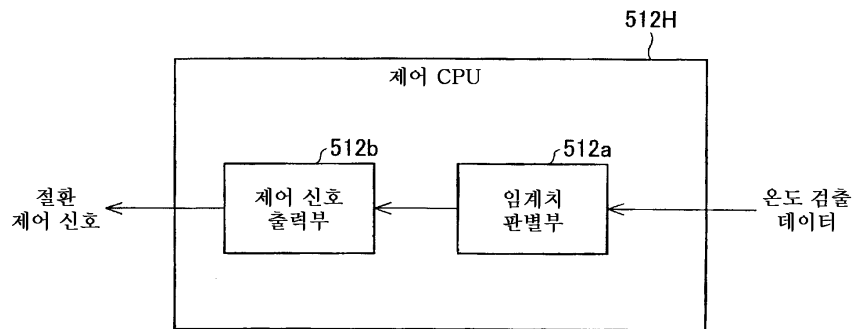 512H
제어 CPU
512b
512a
절환
제어 신호
제어 신호
출력부
임계치
판별부
온도 검출
데이터